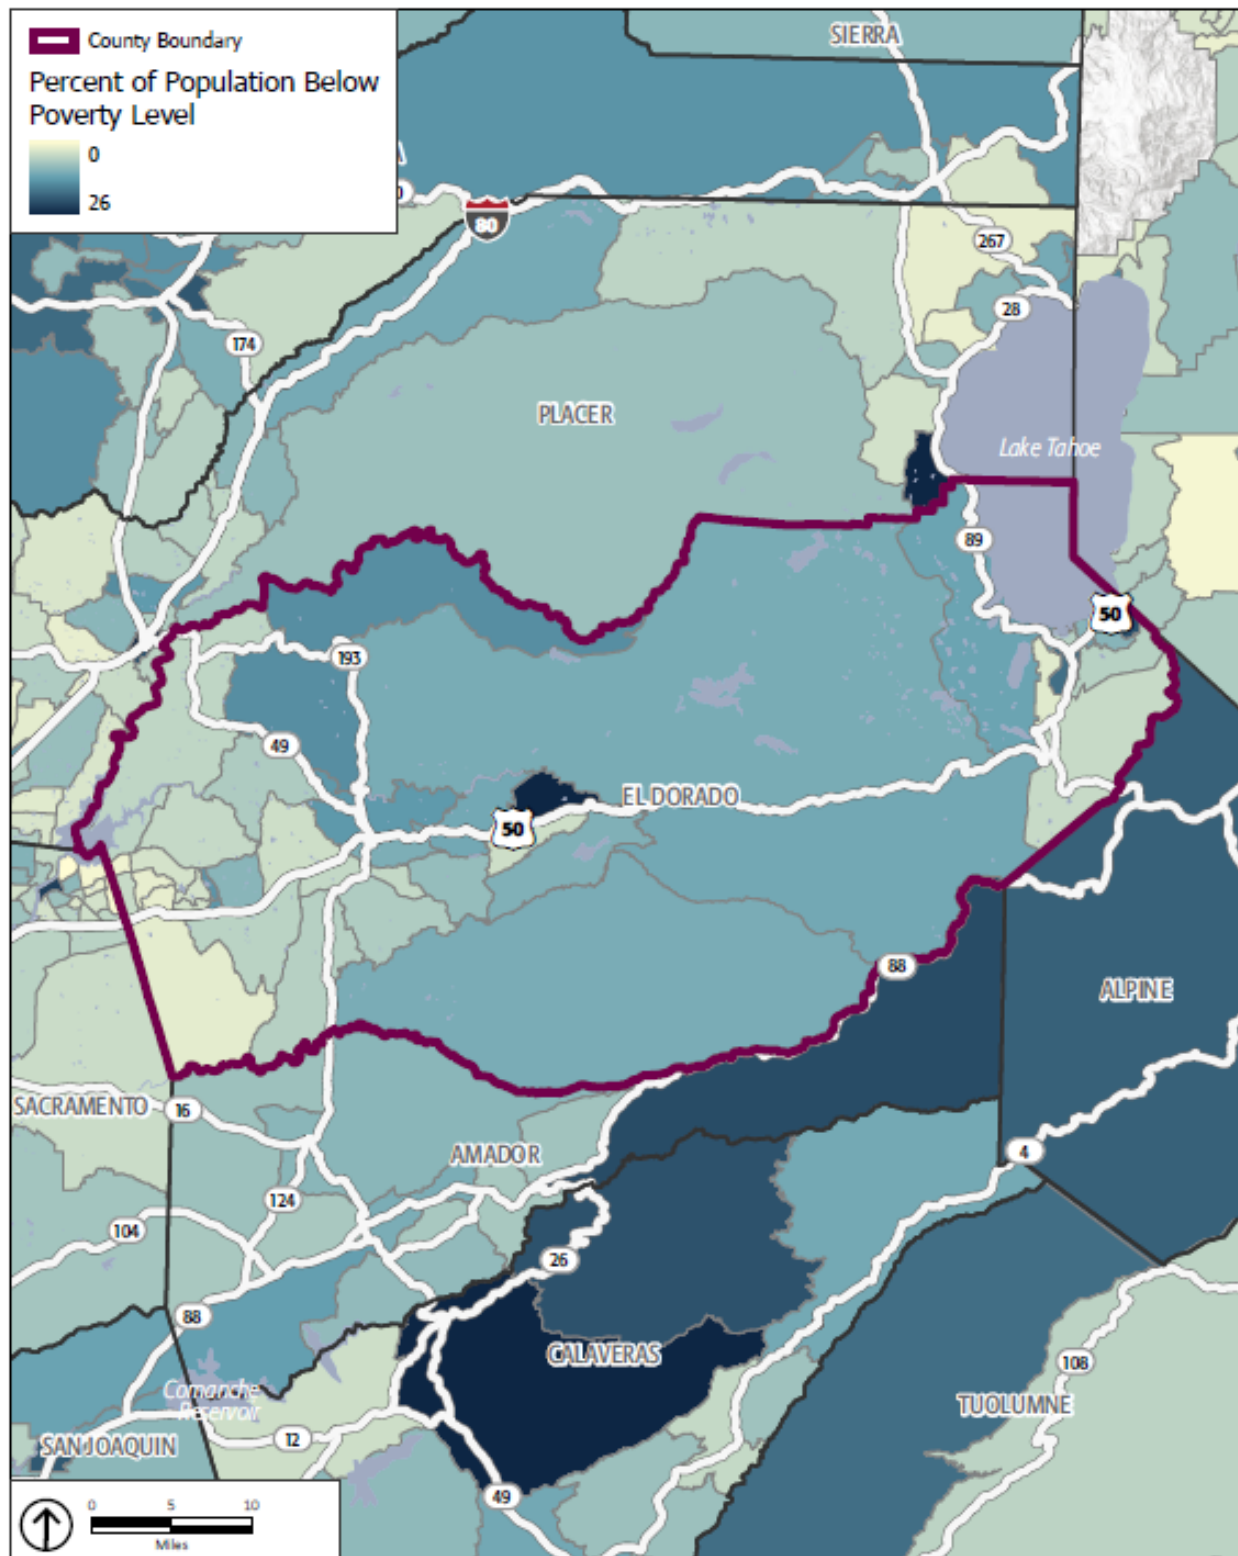 County Boundary
Percent of Population Below
Poverty Level
0
26
SIERRA
80
267
28
174
PLACER
Lake Tahoe
89
50
193
49
EL DORADO
50
88
ALPINE
SACRAMENTO
16
AMADOR
4
124
104
26
88
CALAVERAS
108
Comanche
Reservoir
TUOLUMNE
12
SAN JOAQUIN
49
0 5 10
Miles